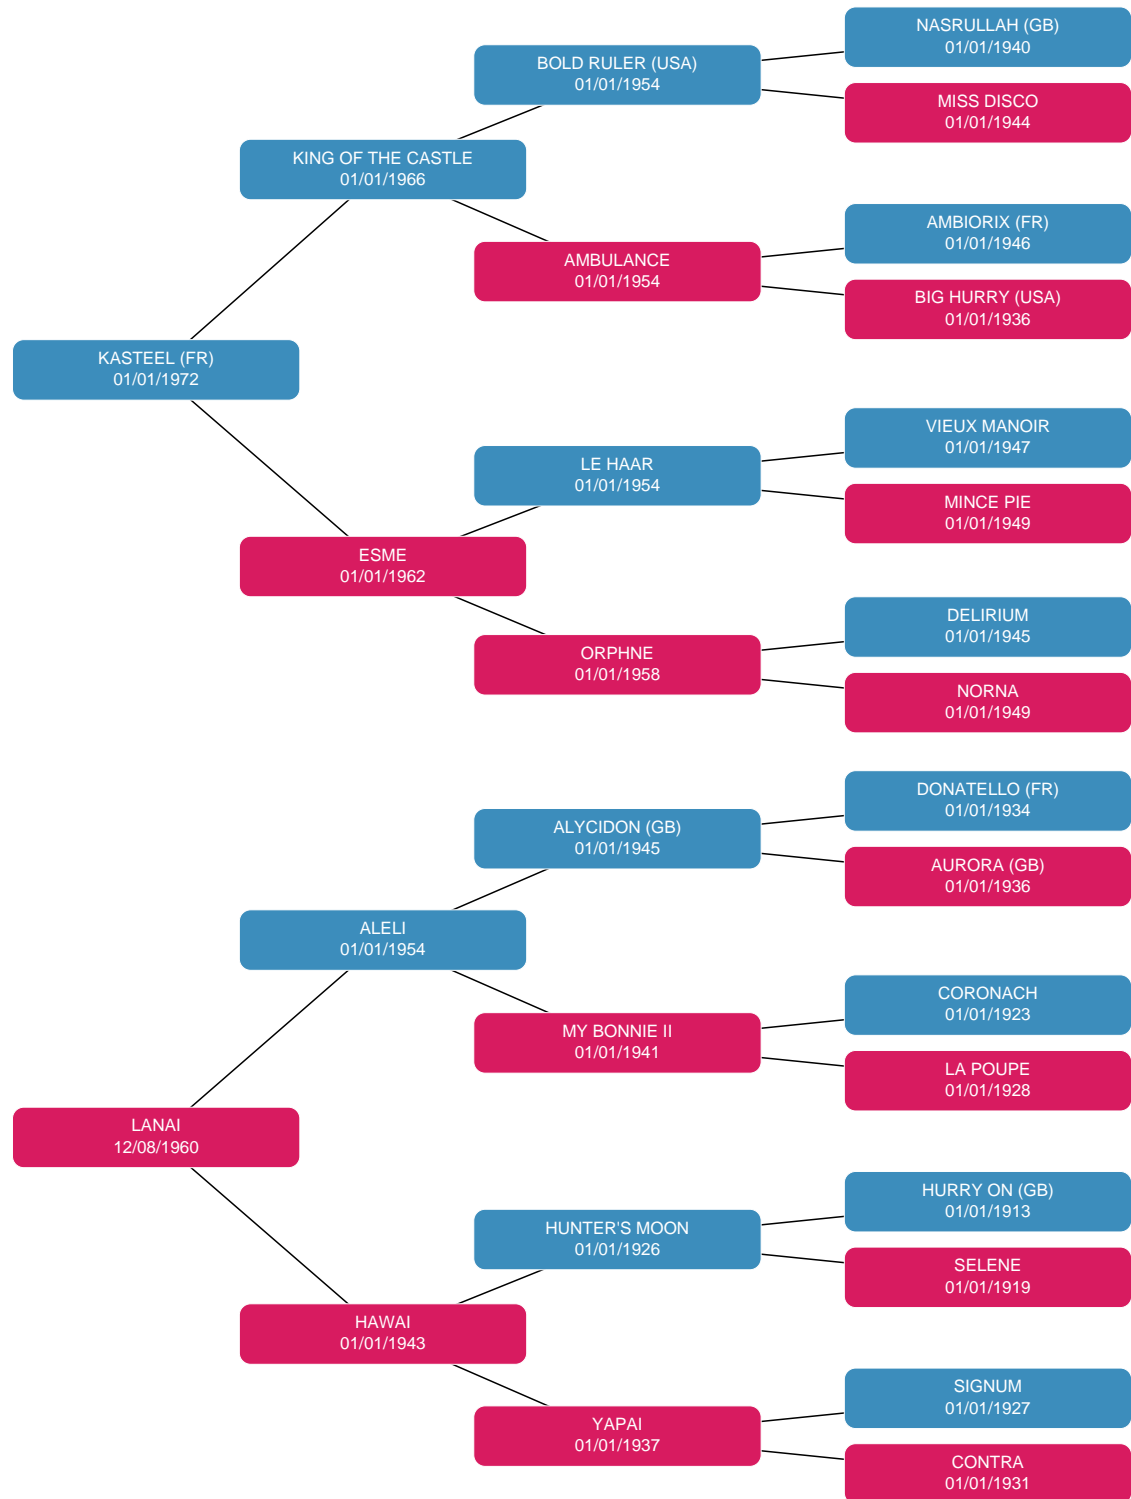 NASRULLAH (GB)
01/01/1940
BOLD RULER (USA)
01/01/1954
MISS DISCO
01/01/1944
KING OF THE CASTLE
01/01/1966
AMBIORIX (FR)
01/01/1946
AMBULANCE
01/01/1954
BIG HURRY (USA)
01/01/1936
KASTEEL (FR)
01/01/1972
VIEUX MANOIR
01/01/1947
LE HAAR
01/01/1954
MINCE PIE
01/01/1949
ESME
01/01/1962
DELIRIUM
01/01/1945
ORPHNE
01/01/1958
NORNA
01/01/1949
DONATELLO (FR)
01/01/1934
ALYCIDON (GB)
01/01/1945
AURORA (GB)
01/01/1936
ALELI
01/01/1954
CORONACH
01/01/1923
MY BONNIE II
01/01/1941
LA POUPE
01/01/1928
LANAI
12/08/1960
HURRY ON (GB)
01/01/1913
HUNTER'S MOON
01/01/1926
SELENE
01/01/1919
HAWAI
01/01/1943
SIGNUM
01/01/1927
YAPAI
01/01/1937
CONTRA
01/01/1931